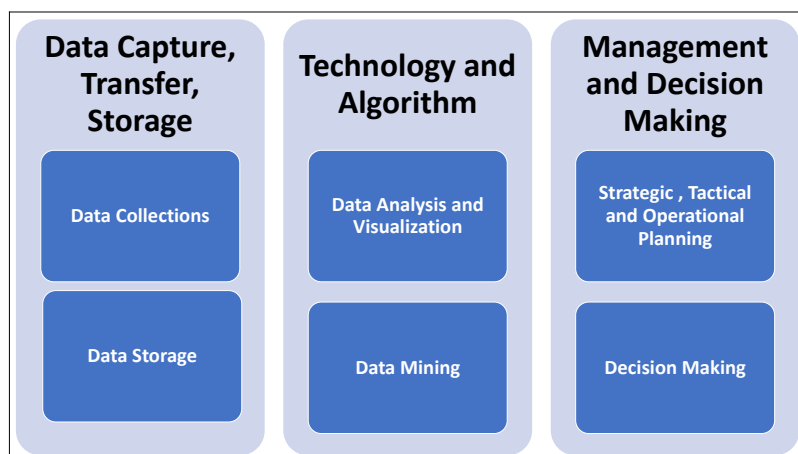 Data Capture,
Transfer,
Storage
Data Collections
Data Storage
Technology and
Algorithm
Data Analysis and
Visualization
Data Mining
Management
and Decision
Making
Strategic , Tactical
and Operational
Planning
Decision Making